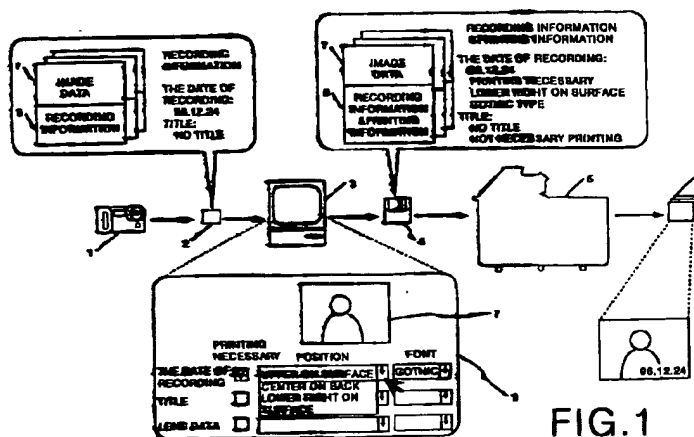 7
IMAGE
DATA
RECORDING
INFORMATION
RECORDING
INFORMATION
THE DATE OF
RECORDING:
96.12.24
TITLE:
NO TITLE
7
IMAGE
DATA
8
RECORDING
INFORMATION
&PRINTING
INFORMATION
RECORDING INFORMATION
&PRINTING INFORMATION
THE DATE OF RECORDING:
96.12.24
PRINTING NECESSARY
LOWER RIGHT ON SURFACE
GOTHIC TYPE
TITLE:
NO TITLE
NOT NECESSARY PRINTING
1
2
3
4
5
7
PRINTING
NECESSARY
POSITION
FONT
THE DATE OF
RECORDING
ON SURFACE
GOTHIC
CENTER ON BACK
LOWER RIGHT ON
SURFACE
TITLE
LENS DATA
9
96.12.24
FIG.1